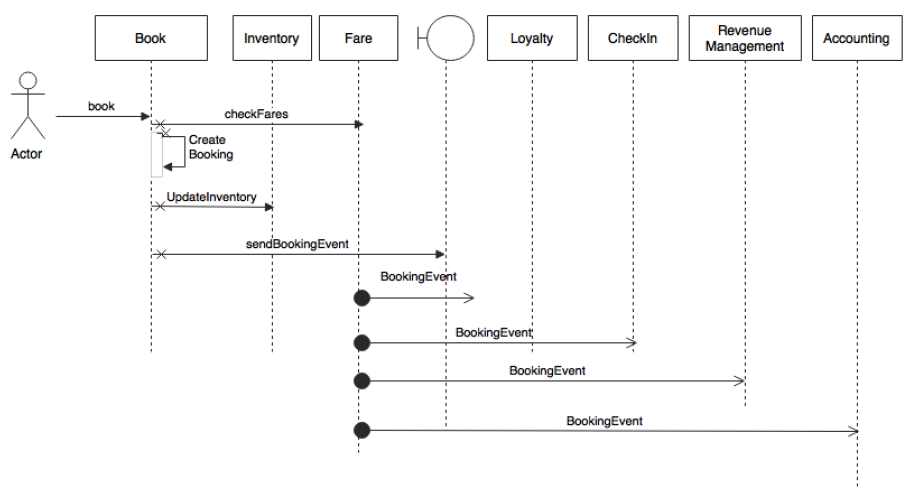 Book
Inventory
Fare
Loyalty
CheckIn
Revenue
Management
Accounting
book
checkFares
Actor
Create
Booking
UpdateInventory
sendBookingEvent
BookingEvent
BookingEvent
BookingEvent
BookingEvent